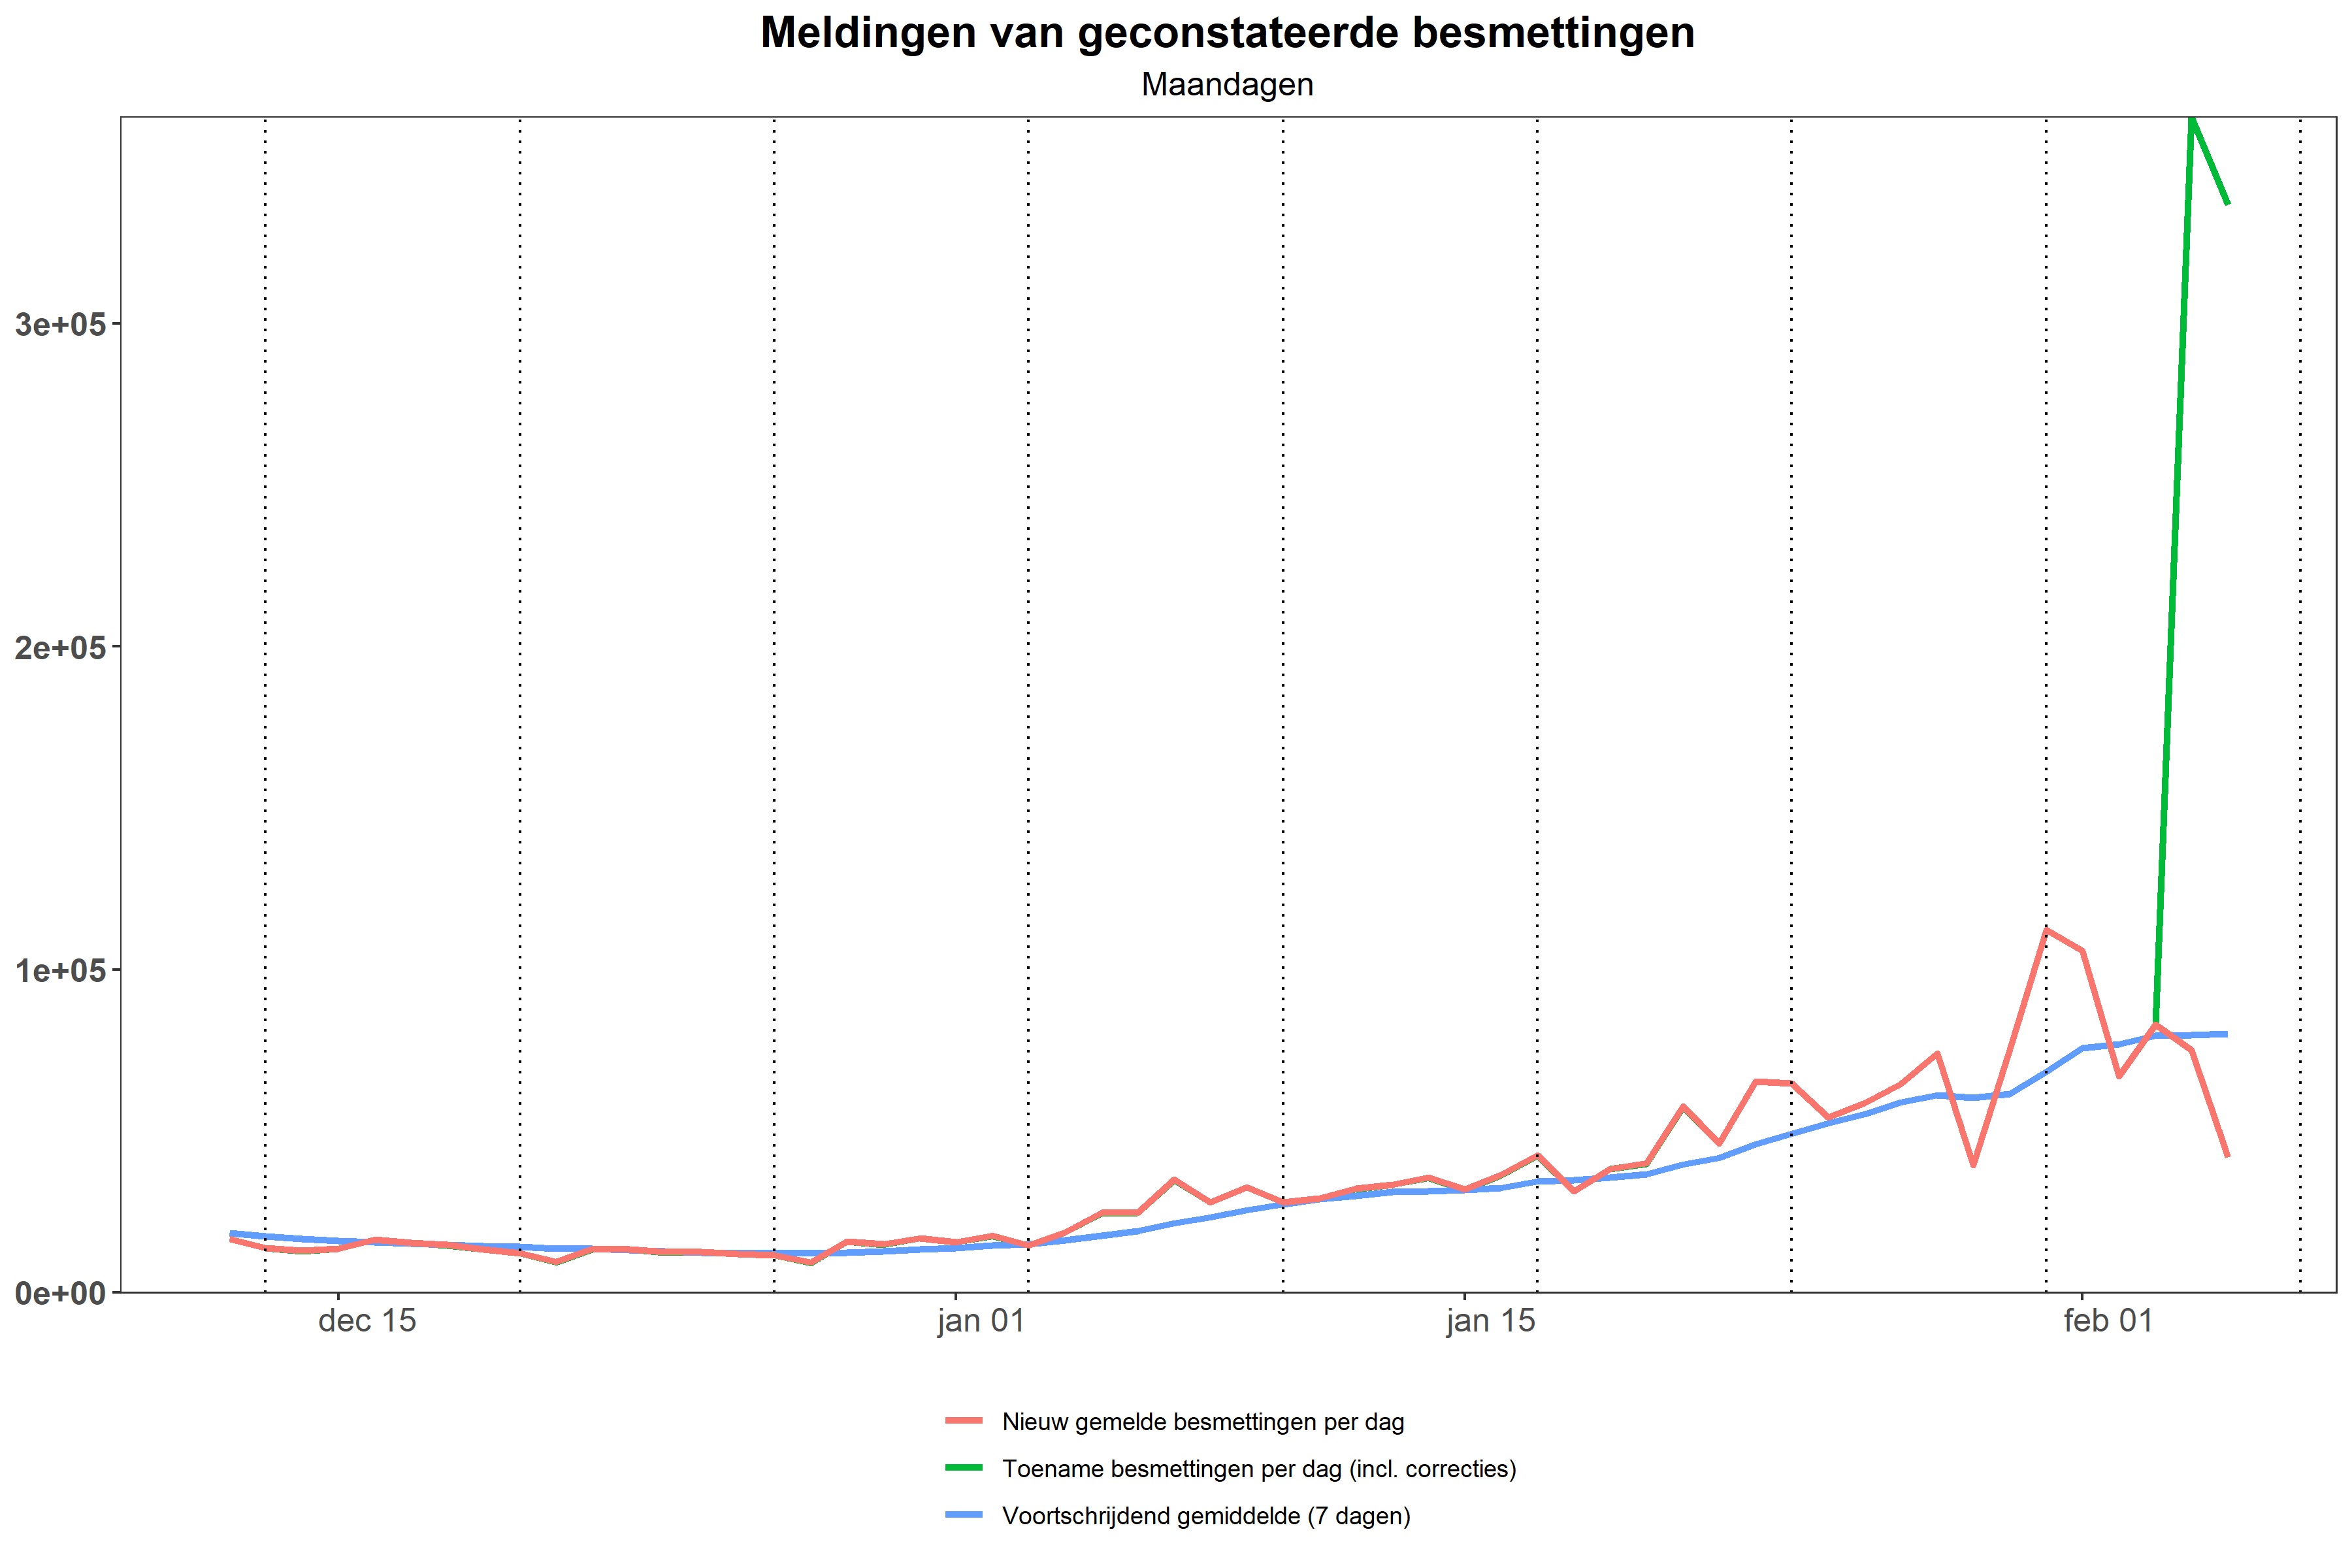 Meldingen van geconstateerde besmettingen
Maandagen
3e+05
2e+05
1e+05
0e+00
dec 15
jan 01
jan 15
feb 01
Nieuw gemelde besmettingen per dag
Toename besmettingen per dag (incl. correcties)
Voortschrijdend gemiddelde (7 dagen)